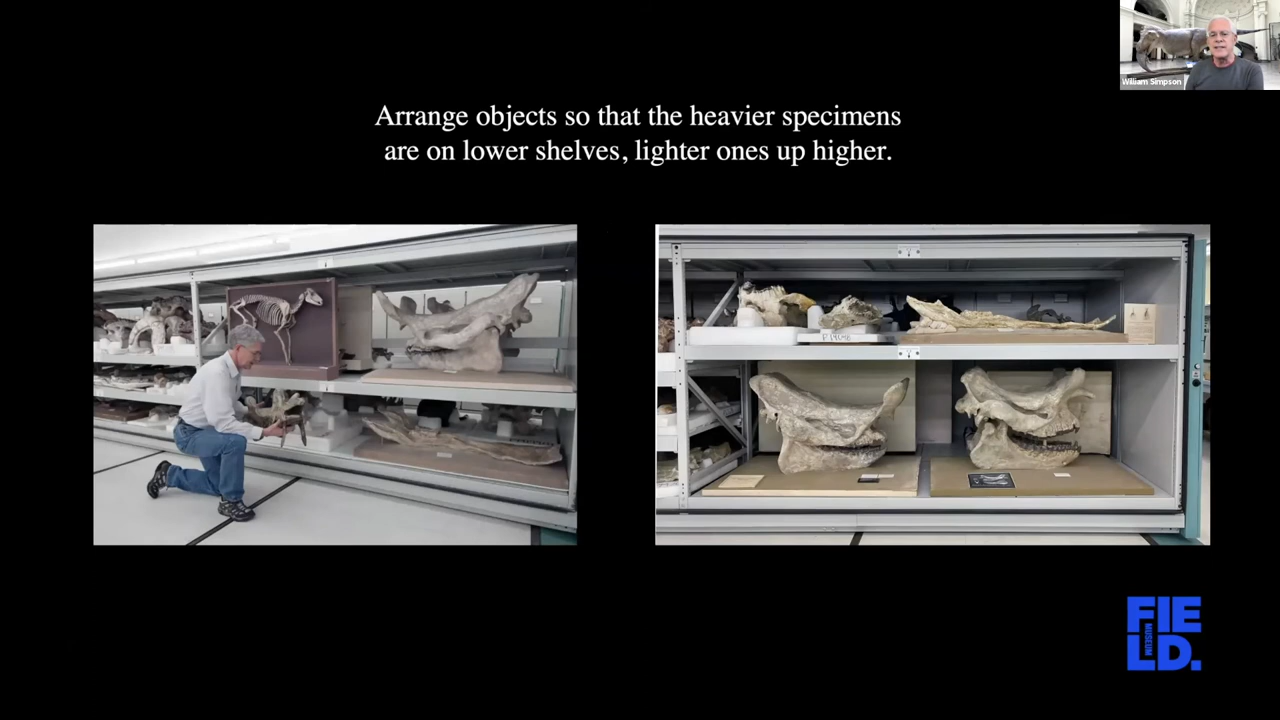 William Simpson
Arrange objects so that the heavier specimens
are on lower shelves, lighter ones up higher.
FIE
LD.
MUSEUM